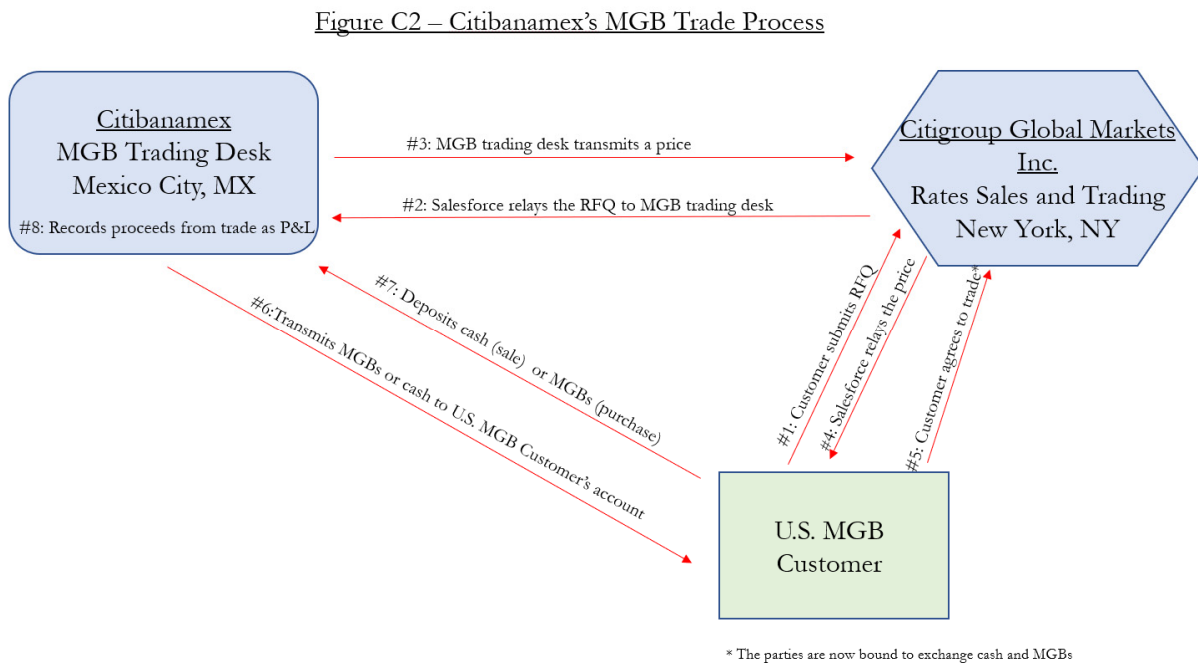 Figure C2 – Citibanamex's MGB Trade Process
Citibanamex
MGB Trading Desk
Mexico City, MX
#8: Records proceeds from trade as P&L
#3: MGB trading desk transmits a price
#2: Salesforce relays the RFQ to MGB trading desk
Citigroup Global Markets
Inc.
Rates Sales and Trading
New York, NY
#7: Deposits cash (sale) or MGBs (purchase)
#6:Transmits MGBs or cash to U.S. MGB Customer's account
#1: Customer submits RFQ
#4: Salesforce relays the price
#5: Customer agrees to trade*
U.S. MGB
Customer
* The parties are now bound to exchange cash and MGBs